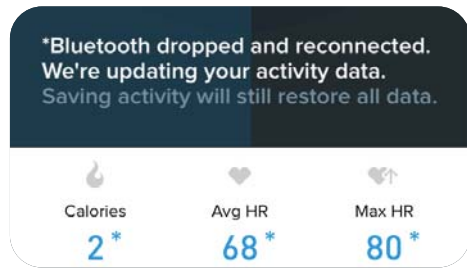 *Bluetooth dropped and reconnected.
We're updating your activity data.
Saving activity will still restore all data.
Calories Avg HR Max HR
2* 68* 80*